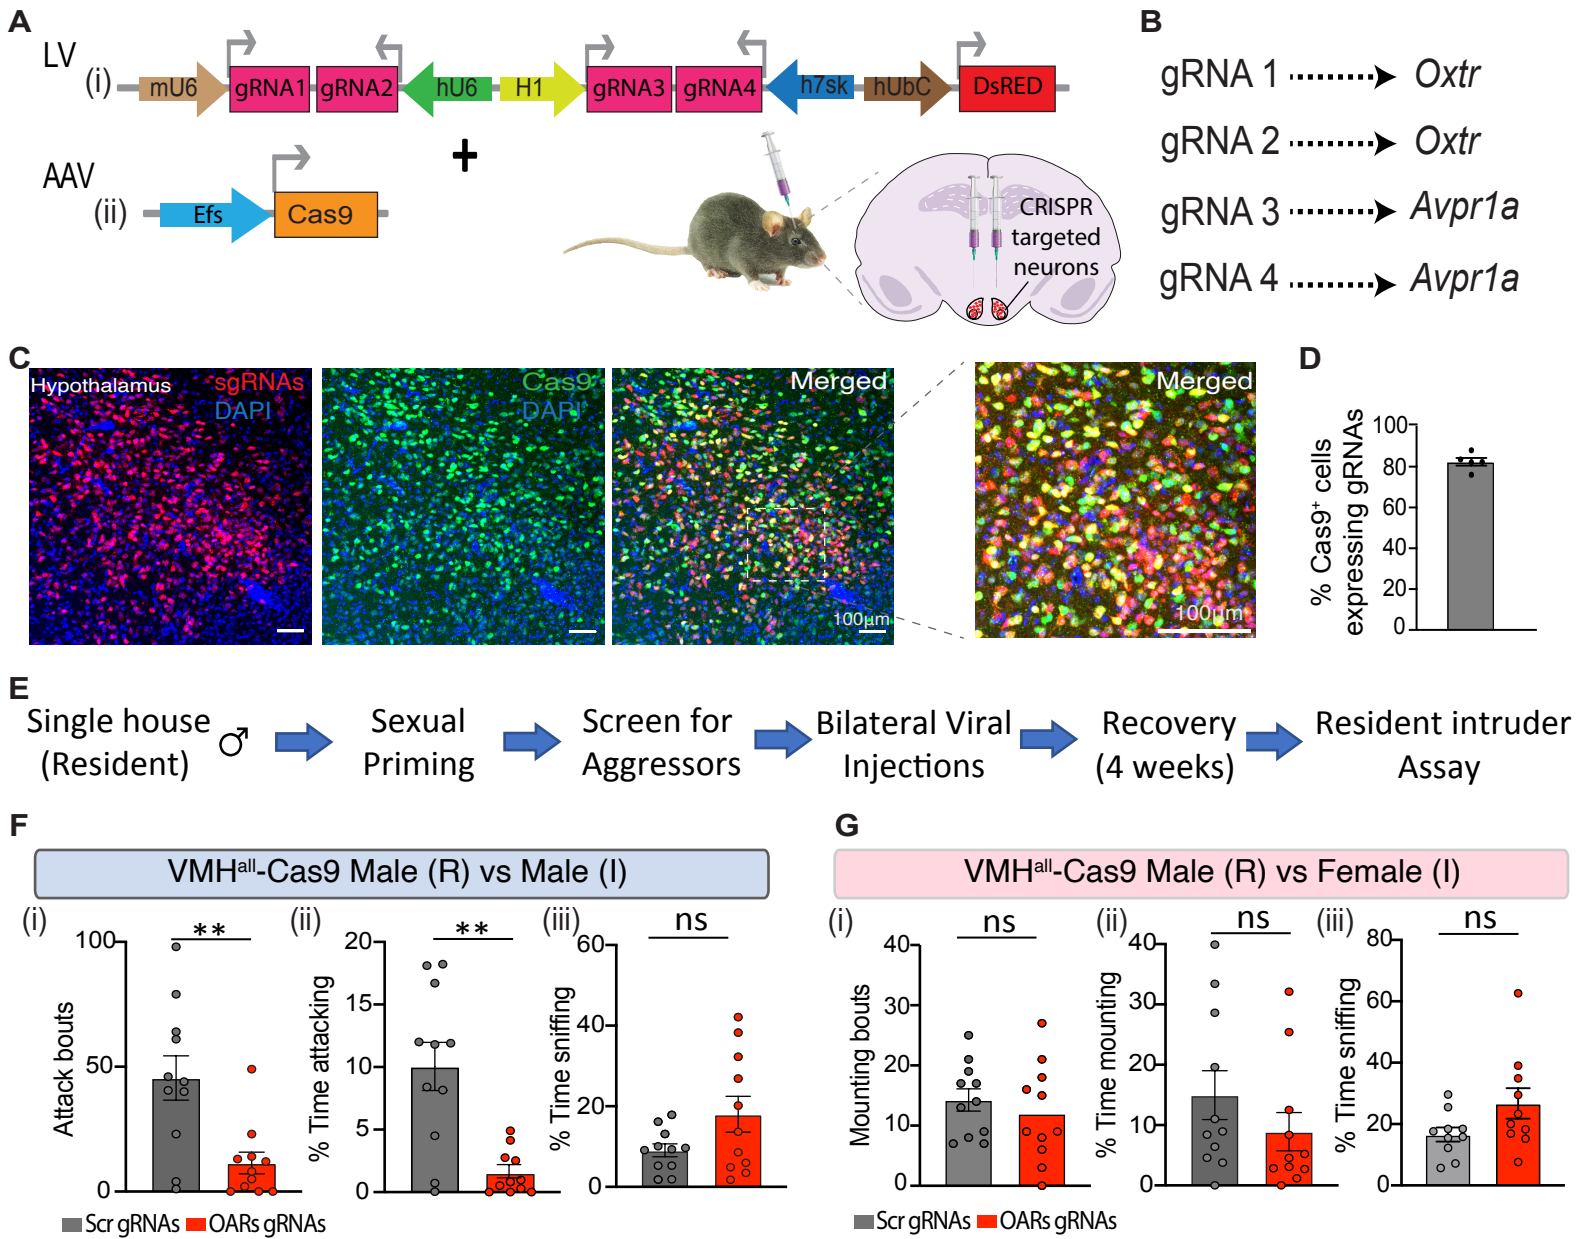 A
LV
(i)
mU6
gRNA1
gRNA2
hU6
H1
gRNA3
gRNA4
h7sk
hUbC
DsRED
+
AAV
(ii)
Efs
Cas9
CRISPR
targeted
neurons
B
gRNA 1
Oxtr
gRNA 2
Oxtr
gRNA 3
Avpr1a
gRNA 4
Avpr1a
C
Hypothalamus
sgRNAs
DAPI
Cas9
DAPI
Merged
100µm
Merged
100µm
D
% Cas9⁺ cells
expressing gRNAs
100
80
60
40
20
0
E
Single house ♂
(Resident)
Sexual
Priming
Screen for
Aggressors
Bilateral Viral
Injections
Recovery
(4 weeks)
Resident intruder
Assay
F
VMHᵃˡˡ-Cas9 Male (R) vs Male (I)
(i)
Attack bouts
100
50
0
**
(ii)
% Time attacking
20
15
10
5
0
**
(iii)
% Time sniffing
60
40
20
0
ns
Scr gRNAs
OARs gRNAs
G
VMHᵃˡˡ-Cas9 Male (R) vs Female (I)
(i)
Mounting bouts
40
30
20
10
0
ns
(ii)
% Time mounting
40
30
20
10
0
ns
(iii)
% Time sniffing
80
60
40
20
0
ns
Scr gRNAs
OARs gRNAs